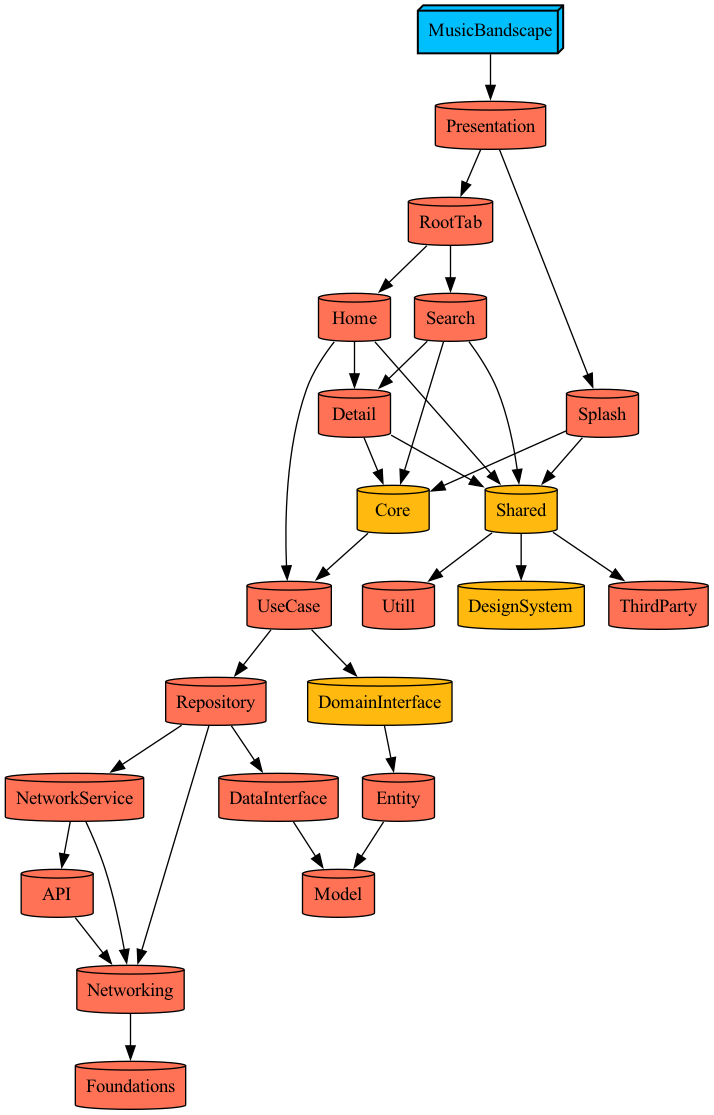 MusicBandscape
Presentation
RootTab
Home
Search
Detail
Splash
Core
Shared
UseCase
Utill
DesignSystem
ThirdParty
Repository
DomainInterface
NetworkService
DataInterface
Entity
API
Model
Networking
Foundations